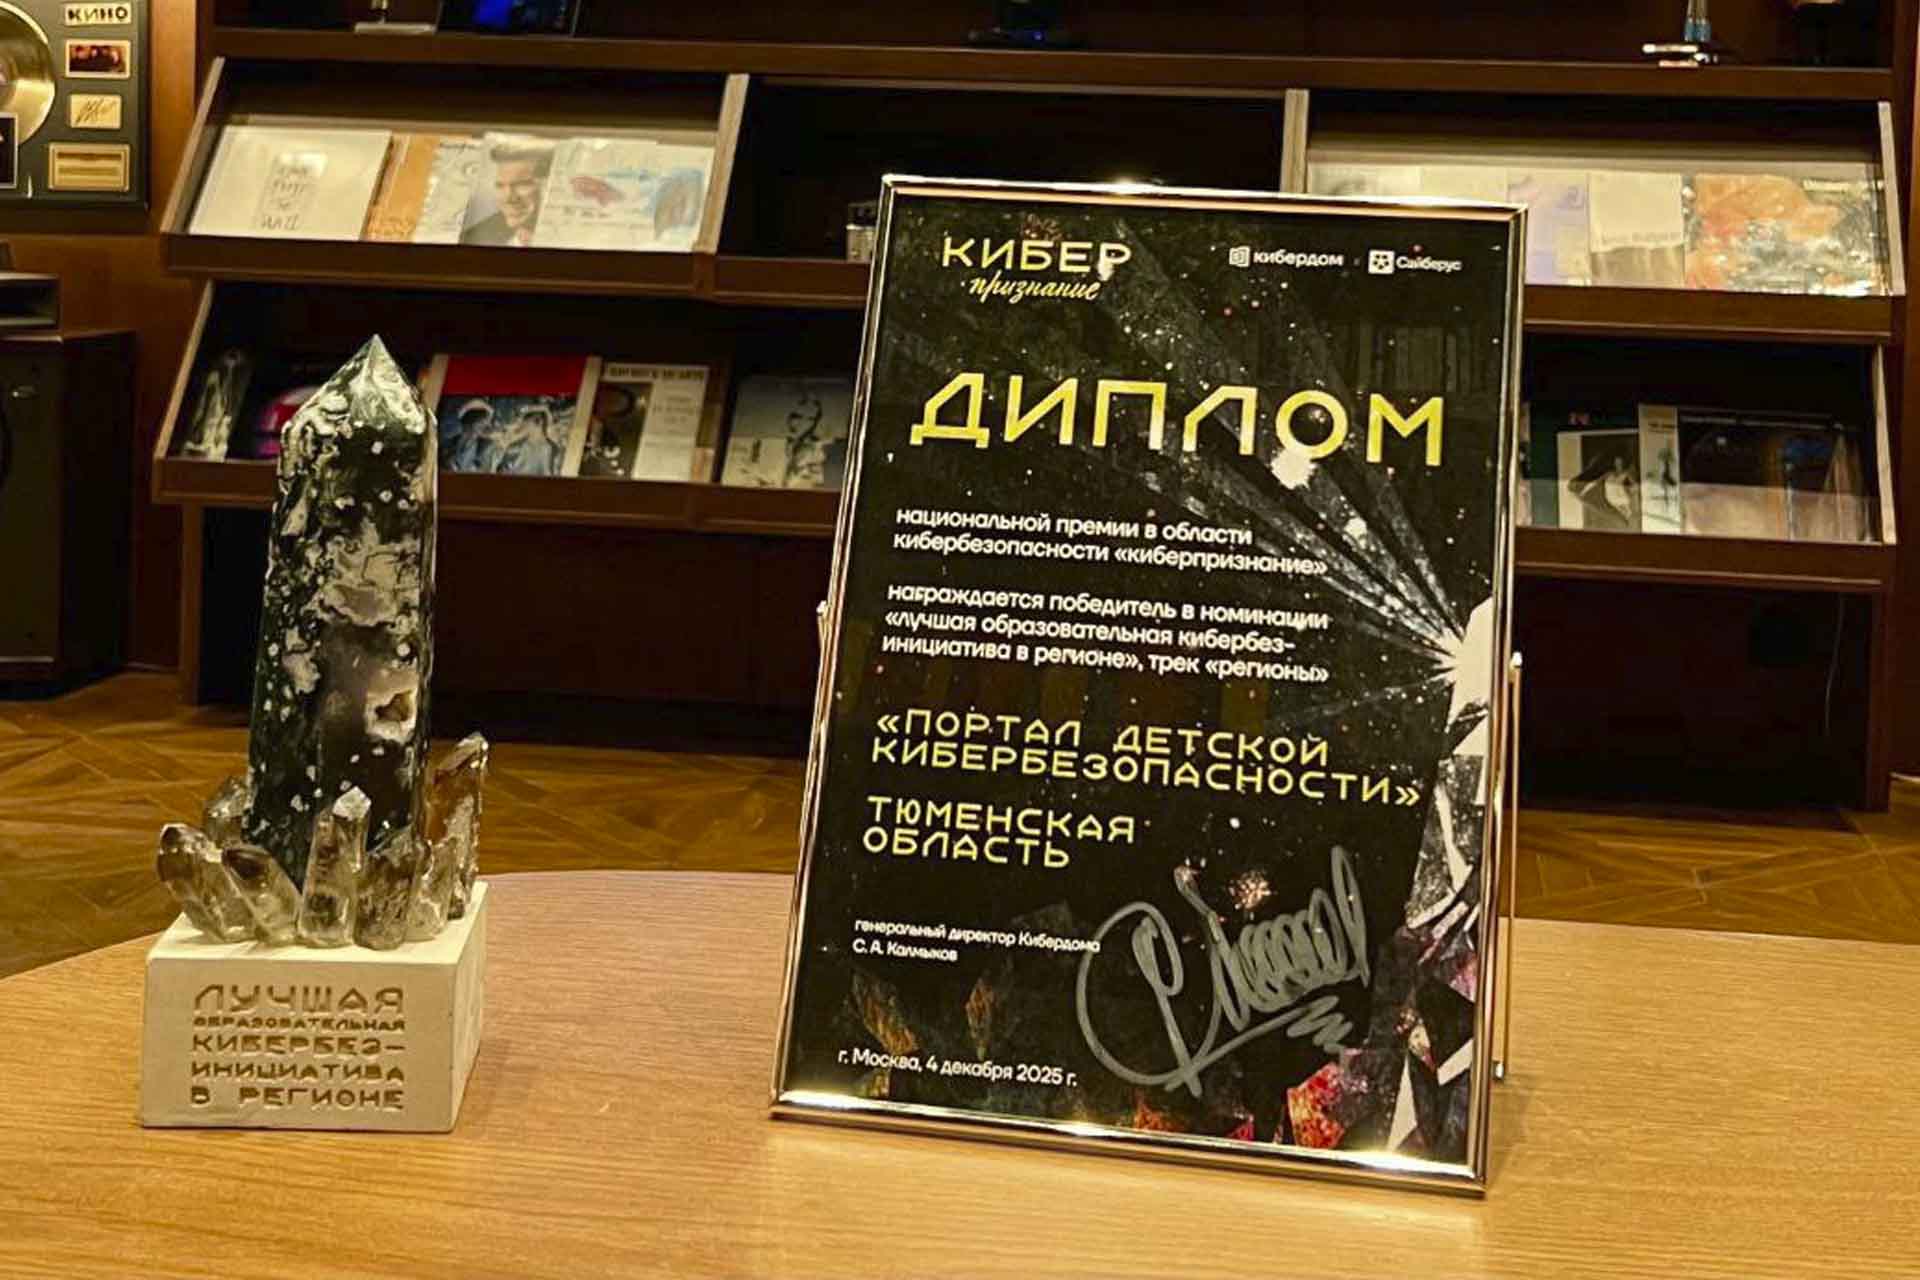 КИНО
КИБЕР
признание
кибердом
Сайберус
ДИПЛОМ
национальной премии в области
кибербезопасности «киберпризнание»
награждается победитель в номинации
«лучшая образовательная кибербез-
инициатива в регионе», трек «регионы»
«ПОРТАЛ ДЕТСКОЙ
КИБЕРБЕЗОПАСНОСТИ»
ТЮМЕНСКАЯ
ОБЛАСТЬ
генеральный директор Кибердома
С. А. Калмыков
г. Москва, 4 декабря 2025 г.
ЛУЧШАЯ
ОБРАЗОВАТЕЛЬНАЯ
КИБЕРБЕЗ-
ИНИЦИАТИВА
В РЕГИОНЕ